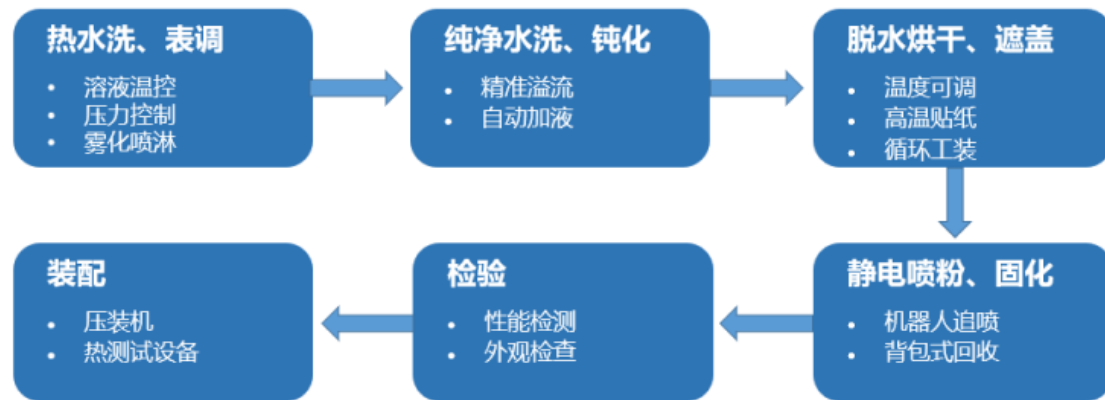 热水洗、表调
• 溶液温控
• 压力控制
• 雾化喷淋
纯净水洗、钝化
• 精准溢流
• 自动加液
脱水烘干、遮盖
• 温度可调
• 高温贴纸
• 循环工装
静电喷粉、固化
• 机器人追喷
• 背包式回收
检验
• 性能检测
• 外观检查
装配
• 压装机
• 热测试设备